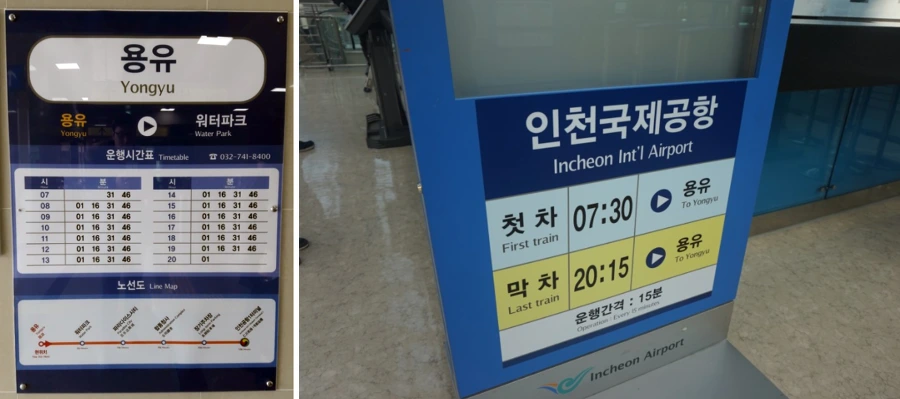 용유
Yongyu
용유 워터파크
Yongyu Water Park
운행시간표 Timetable ☎ 032-741-8400
시 분 시 분
07 31 46 14 01 16 31 46
08 01 16 31 46 15 01 16 31 46
09 01 16 31 46 16 01 16 31 46
10 01 16 31 46 17 01 16 31 46
11 01 16 31 46 18 01 16 31 46
12 01 16 31 46 19 01 16 31 46
13 01 16 31 46 20 01
노선도 Line Map
용유
인천국제공항
Incheon Int'l Airport
첫 차 07:30 용유
First train To Yongyu
막 차 20:15 용유
Last train To Yongyu
운행간격 : 15분
Operation : Every 15 minutes
Incheon Airport